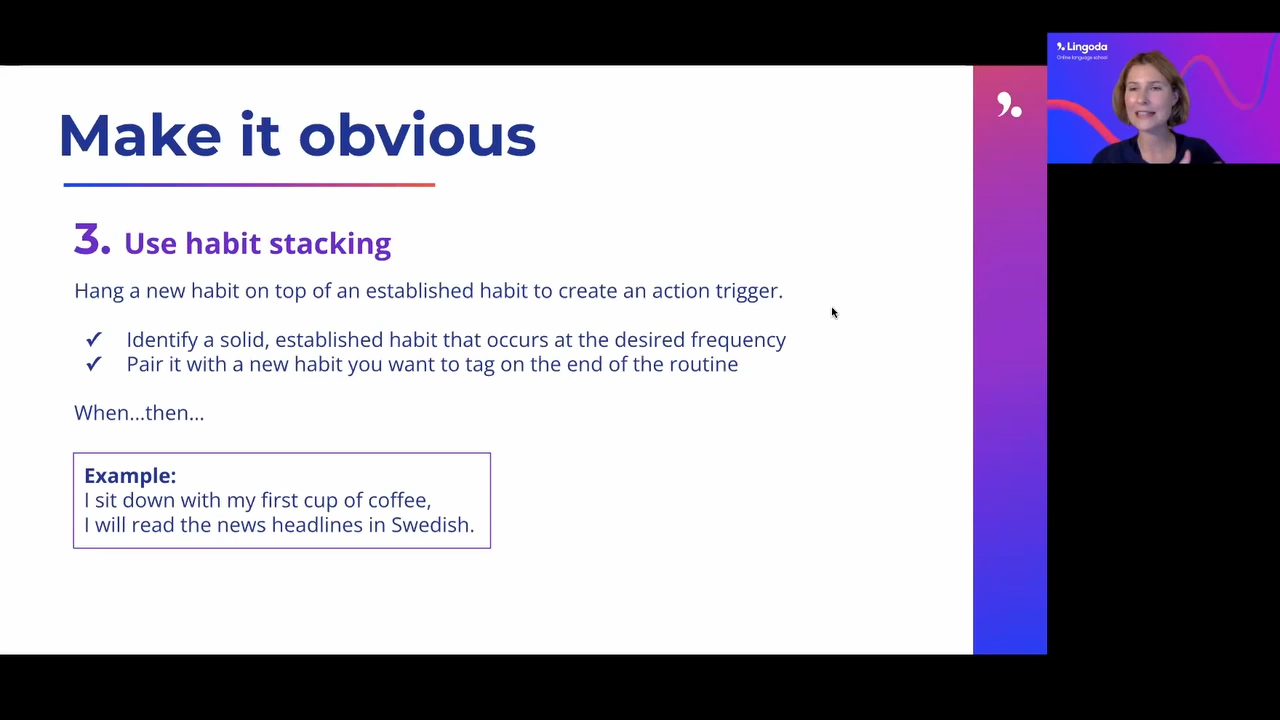 Make it obvious
3. Use habit stacking
Hang a new habit on top of an established habit to create an action trigger.
✓ Identify a solid, established habit that occurs at the desired frequency
✓ Pair it with a new habit you want to tag on the end of the routine
When...then...
Example:
I sit down with my first cup of coffee,
I will read the news headlines in Swedish.
Lingoda
Online language school